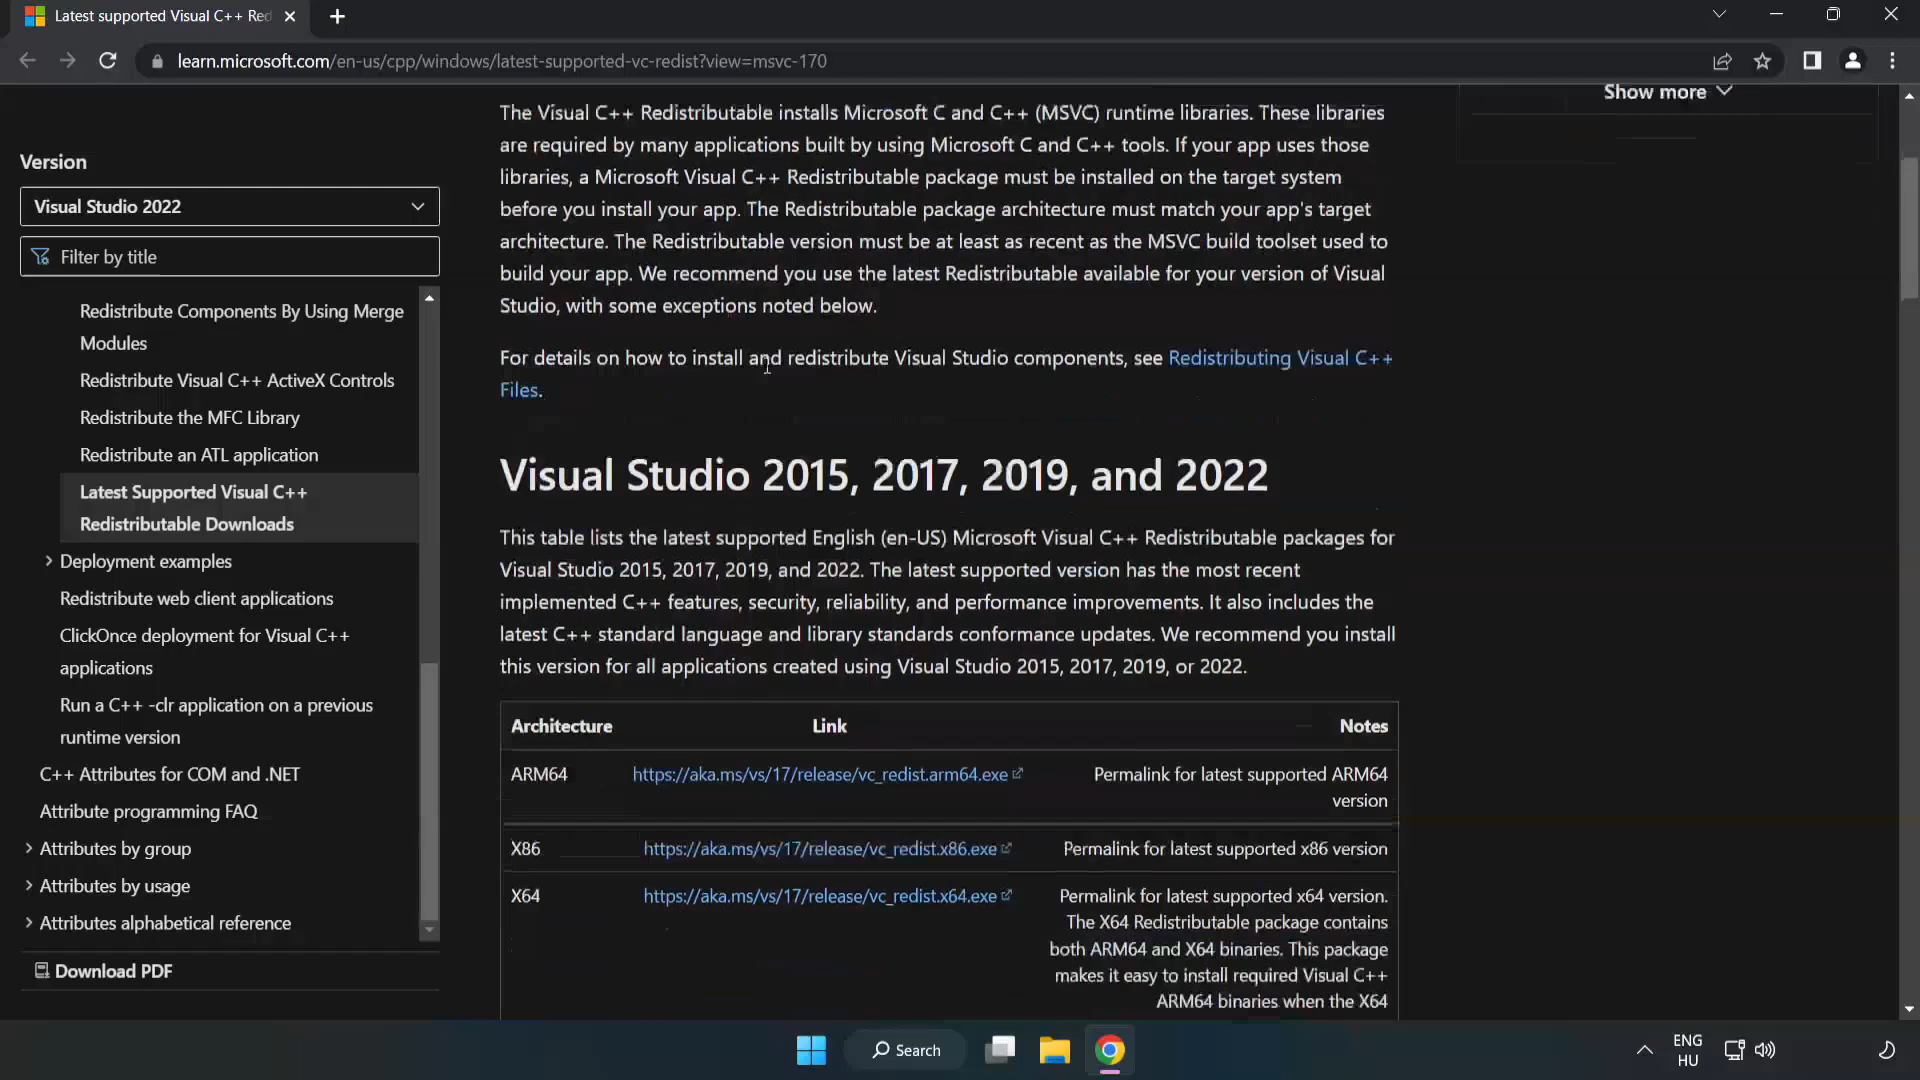 Latest supported Visual C++ Red
learn.microsoft.com/en-us/cpp/windows/latest-supported-vc-redist?view=msvc-170
Version
Visual Studio 2022
Filter by title
Redistribute Components By Using Merge
Modules
Redistribute Visual C++ ActiveX Controls
Redistribute the MFC Library
Redistribute an ATL application
Latest Supported Visual C++
Redistributable Downloads
Deployment examples
Redistribute web client applications
ClickOnce deployment for Visual C++
applications
Run a C++ -clr application on a previous
runtime version
C++ Attributes for COM and .NET
Attribute programming FAQ
Attributes by group
Attributes by usage
Attributes alphabetical reference
Download PDF
The Visual C++ Redistributable installs Microsoft C and C++ (MSVC) runtime libraries. These libraries
are required by many applications built by using Microsoft C and C++ tools. If your app uses those
libraries, a Microsoft Visual C++ Redistributable package must be installed on the target system
before you install your app. The Redistributable package architecture must match your app's target
architecture. The Redistributable version must be at least as recent as the MSVC build toolset used to
build your app. We recommend you use the latest Redistributable available for your version of Visual
Studio, with some exceptions noted below.
For details on how to install and redistribute Visual Studio components, see Redistributing Visual C++
Files.
Visual Studio 2015, 2017, 2019, and 2022
This table lists the latest supported English (en-US) Microsoft Visual C++ Redistributable packages for
Visual Studio 2015, 2017, 2019, and 2022. The latest supported version has the most recent
implemented C++ features, security, reliability, and performance improvements. It also includes the
latest C++ standard language and library standards conformance updates. We recommend you install
this version for all applications created using Visual Studio 2015, 2017, 2019, or 2022.
Architecture Link Notes
ARM64 https://aka.ms/vs/17/release/vc_redist.arm64.exe Permalink for latest supported ARM64
version
X86 https://aka.ms/vs/17/release/vc_redist.x86.exe Permalink for latest supported x86 version
X64 https://aka.ms/vs/17/release/vc_redist.x64.exe Permalink for latest supported x64 version.
The X64 Redistributable package contains
both ARM64 and X64 binaries. This package
makes it easy to install required Visual C++
ARM64 binaries when the X64
Show more
Search
ENG
HU